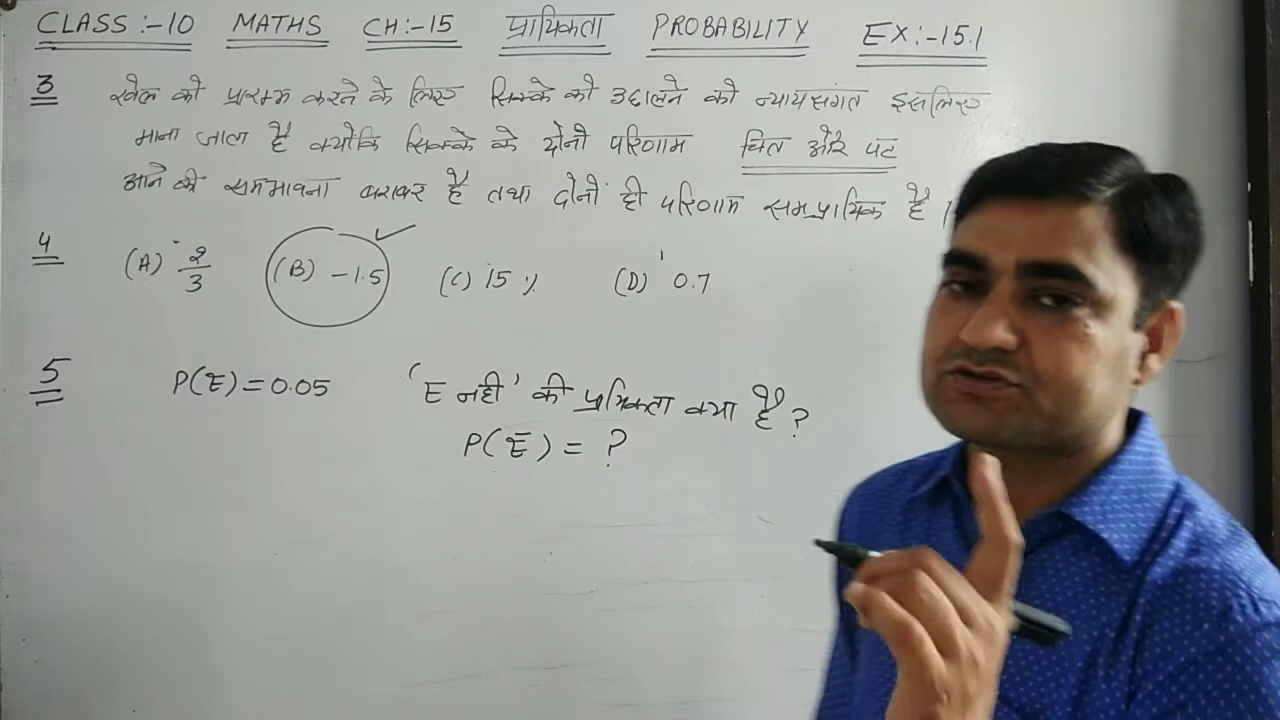 CLASS :-10 MATHS CH:-15 प्रायिकता PROBABILITY EX:-15.1
3 खेल को प्रारम्भ करने के लिए सिक्के को उछालने को न्यायसंगत इसलिए
माना जाता है क्योंकि सिक्के के दोनों परिणाम चित और पट
आने की सम्भावना बराबर है तथा दोनों ही परिणाम समप्रायिक है।
4 (A) 2/3 (B) -1.5 (C) 15% (D) 0.7
5 P(E) = 0.05 'E नहीं' की प्रायिकता क्या है?
P(E̅) = ?